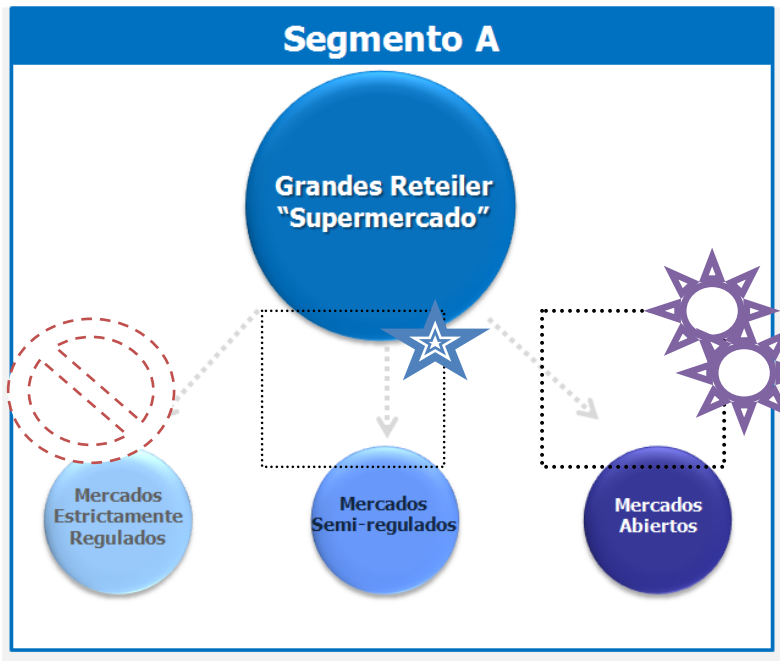 Segmento A
Grandes Reteiler
“Supermercado”
Mercados
Estrictamente
Regulados
Mercados
Semi-regulados
Mercados
Abiertos